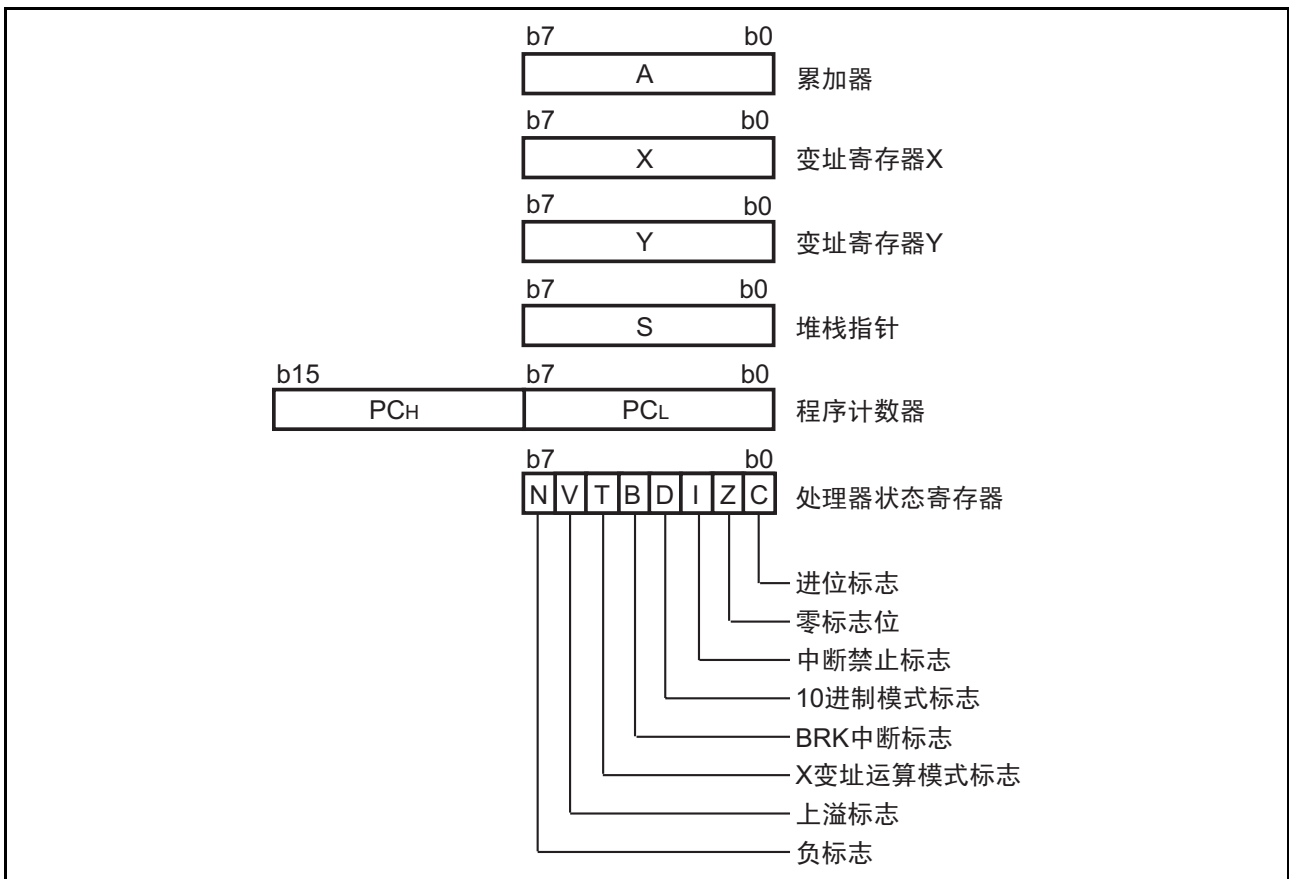 b7 b0
A 累加器
b7 b0
X 变址寄存器X
b7 b0
Y 变址寄存器Y
b7 b0
S 堆栈指针
b15 b7 b0
PCH PCL 程序计数器
b7 b0
N V T B D I Z C 处理器状态寄存器
进位标志
零标志位
中断禁止标志
10进制模式标志
BRK中断标志
X变址运算模式标志
上溢标志
负标志